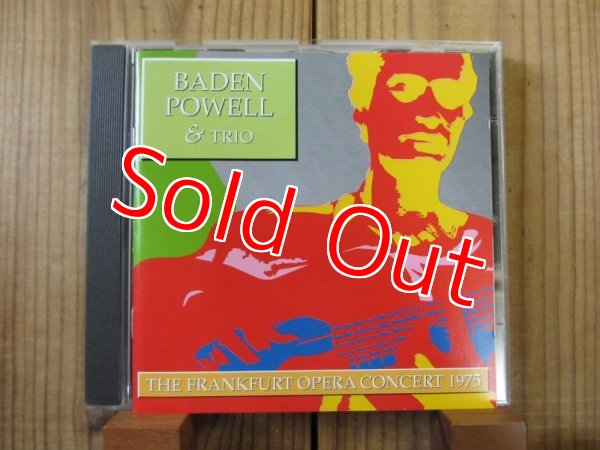 BADEN
POWELL
& TRIO
Sold Out
THE FRANKFURT OPERA CONCERT 1975